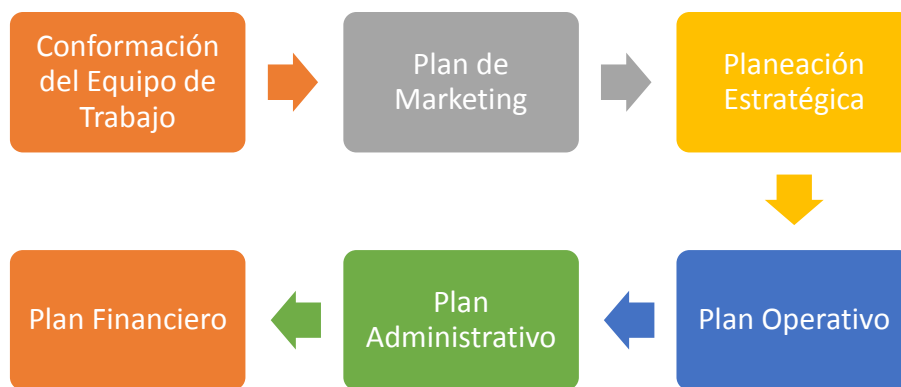 Conformación
del Equipo de
Trabajo
Plan de
Marketing
Planeación
Estratégica
Plan Operativo
Plan
Administrativo
Plan Financiero